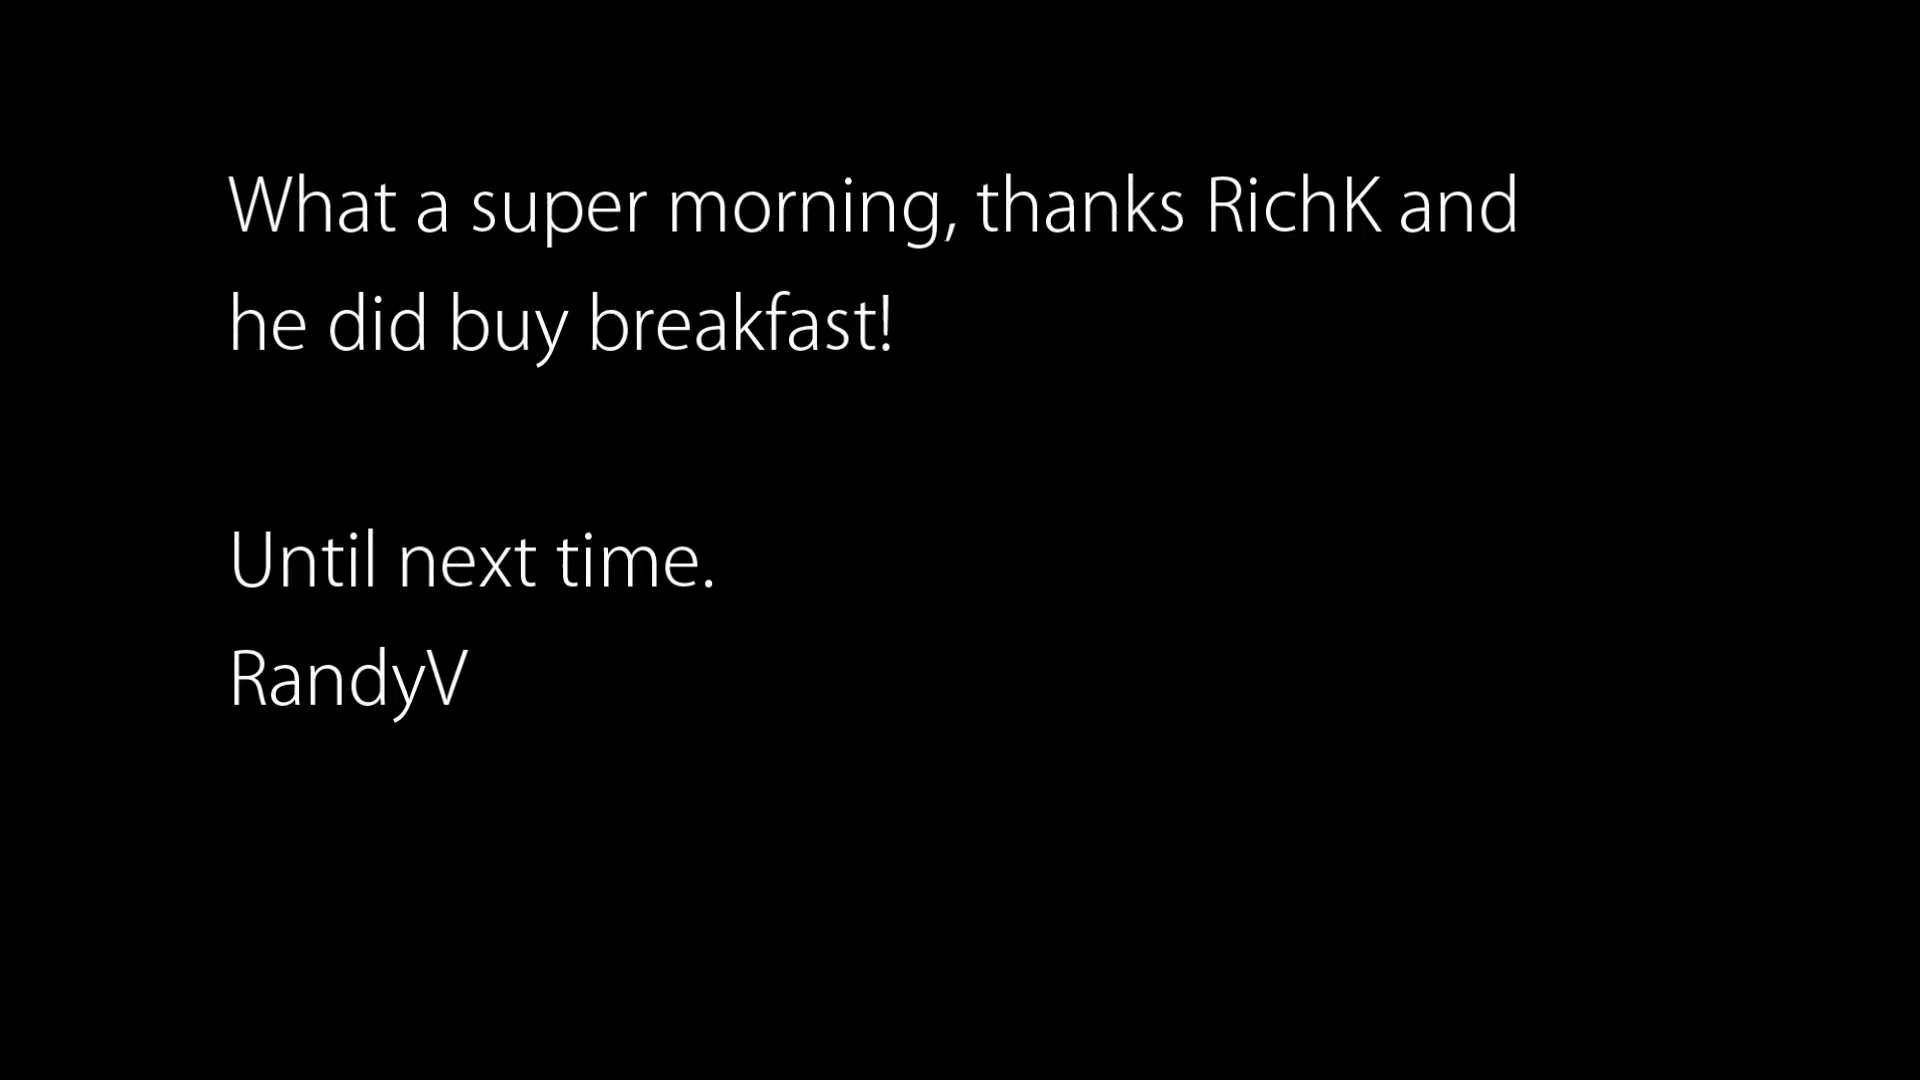 What a super morning, thanks RichK and
he did buy breakfast!
Until next time.
RandyV